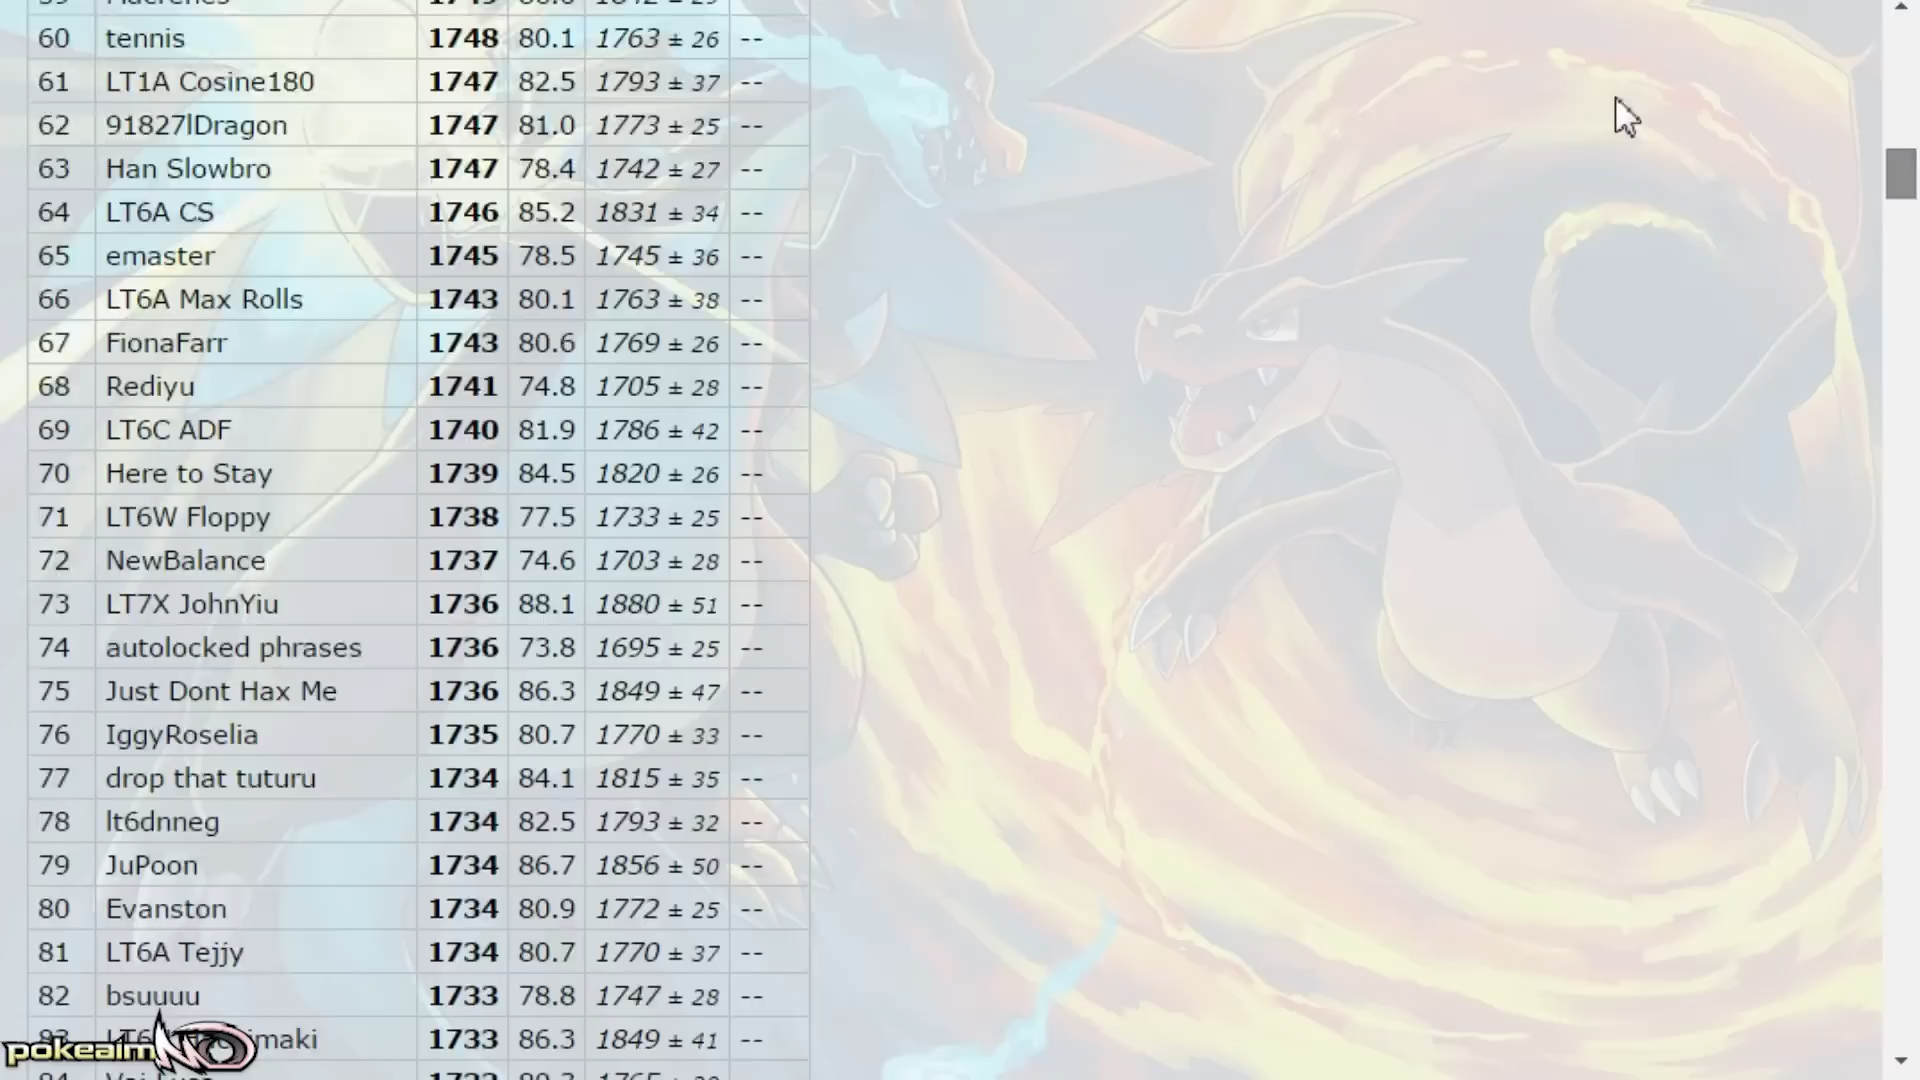 60 tennis 1748 80.1 1763 ± 26 --
61 LT1A Cosine180 1747 82.5 1793 ± 37 --
62 91827lDragon 1747 81.0 1773 ± 25 --
63 Han Slowbro 1747 78.4 1742 ± 27 --
64 LT6A CS 1746 85.2 1831 ± 34 --
65 emaster 1745 78.5 1745 ± 36 --
66 LT6A Max Rolls 1743 80.1 1763 ± 38 --
67 FionaFarr 1743 80.6 1769 ± 26 --
68 Rediyu 1741 74.8 1705 ± 28 --
69 LT6C ADF 1740 81.9 1786 ± 42 --
70 Here to Stay 1739 84.5 1820 ± 26 --
71 LT6W Floppy 1738 77.5 1733 ± 25 --
72 NewBalance 1737 74.6 1703 ± 28 --
73 LT7X JohnYiu 1736 88.1 1880 ± 51 --
74 autolocked phrases 1736 73.8 1695 ± 25 --
75 Just Dont Hax Me 1736 86.3 1849 ± 47 --
76 IggyRoselia 1735 80.7 1770 ± 33 --
77 drop that tuturu 1734 84.1 1815 ± 35 --
78 lt6dnneg 1734 82.5 1793 ± 32 --
79 JuPoon 1734 86.7 1856 ± 50 --
80 Evanston 1734 80.9 1772 ± 25 --
81 LT6A Tejjy 1734 80.7 1770 ± 37 --
82 bsuuuu 1733 78.8 1747 ± 28 --
1733 86.3 1849 ± 41 --
pokeaimMD